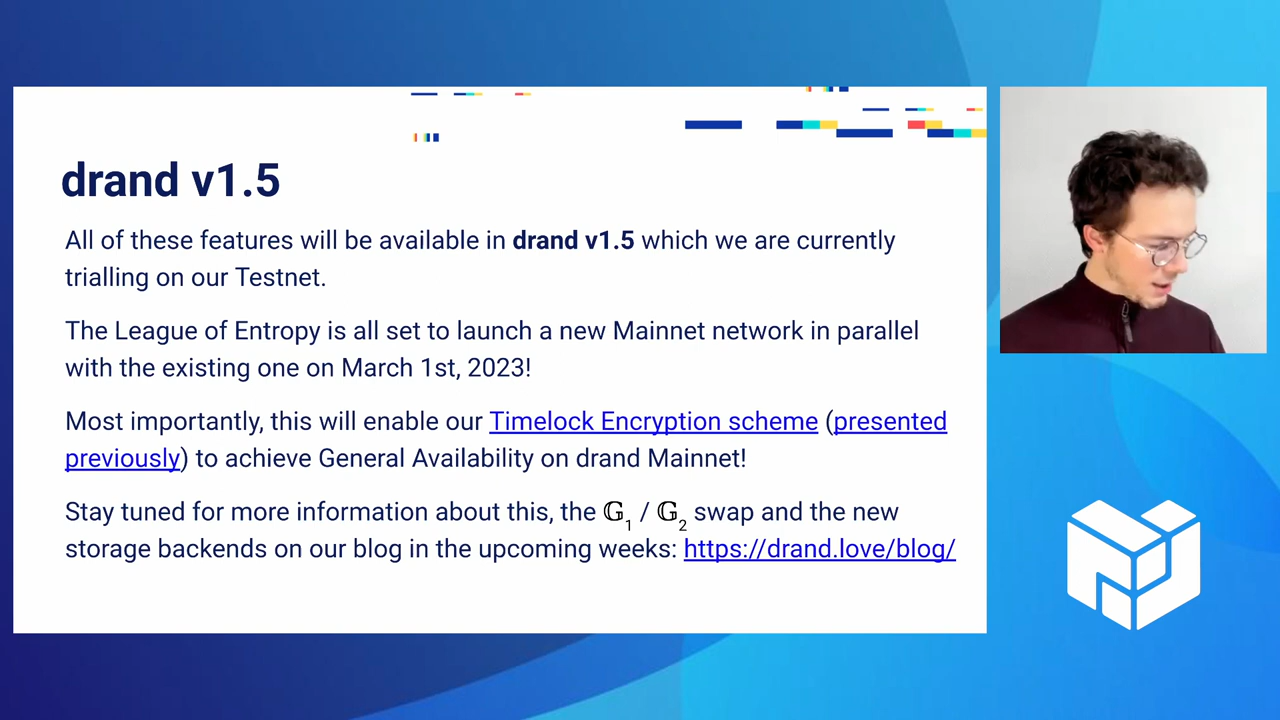 drand v1.5
All of these features will be available in drand v1.5 which we are currently
trialling on our Testnet.
The League of Entropy is all set to launch a new Mainnet network in parallel
with the existing one on March 1st, 2023!
Most importantly, this will enable our Timelock Encryption scheme (presented
previously) to achieve General Availability on drand Mainnet!
Stay tuned for more information about this, the 𝔾₁ / 𝔾₂ swap and the new
storage backends on our blog in the upcoming weeks: https://drand.love/blog/